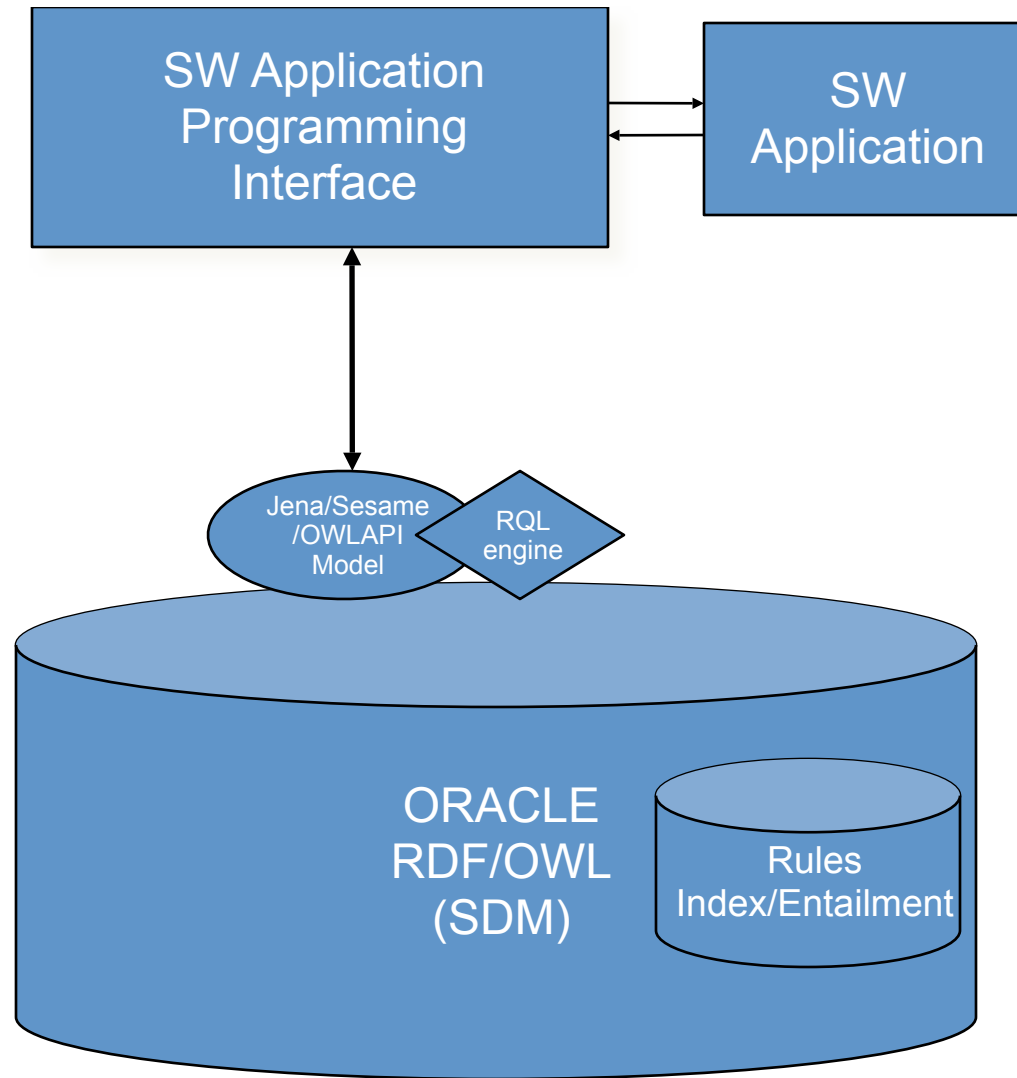 SW Application
Programming
Interface
SW
Application
Jena/Sesame
/OWLAPI
Model
RQL
engine
ORACLE
RDF/OWL
(SDM)
Rules
Index/Entailment